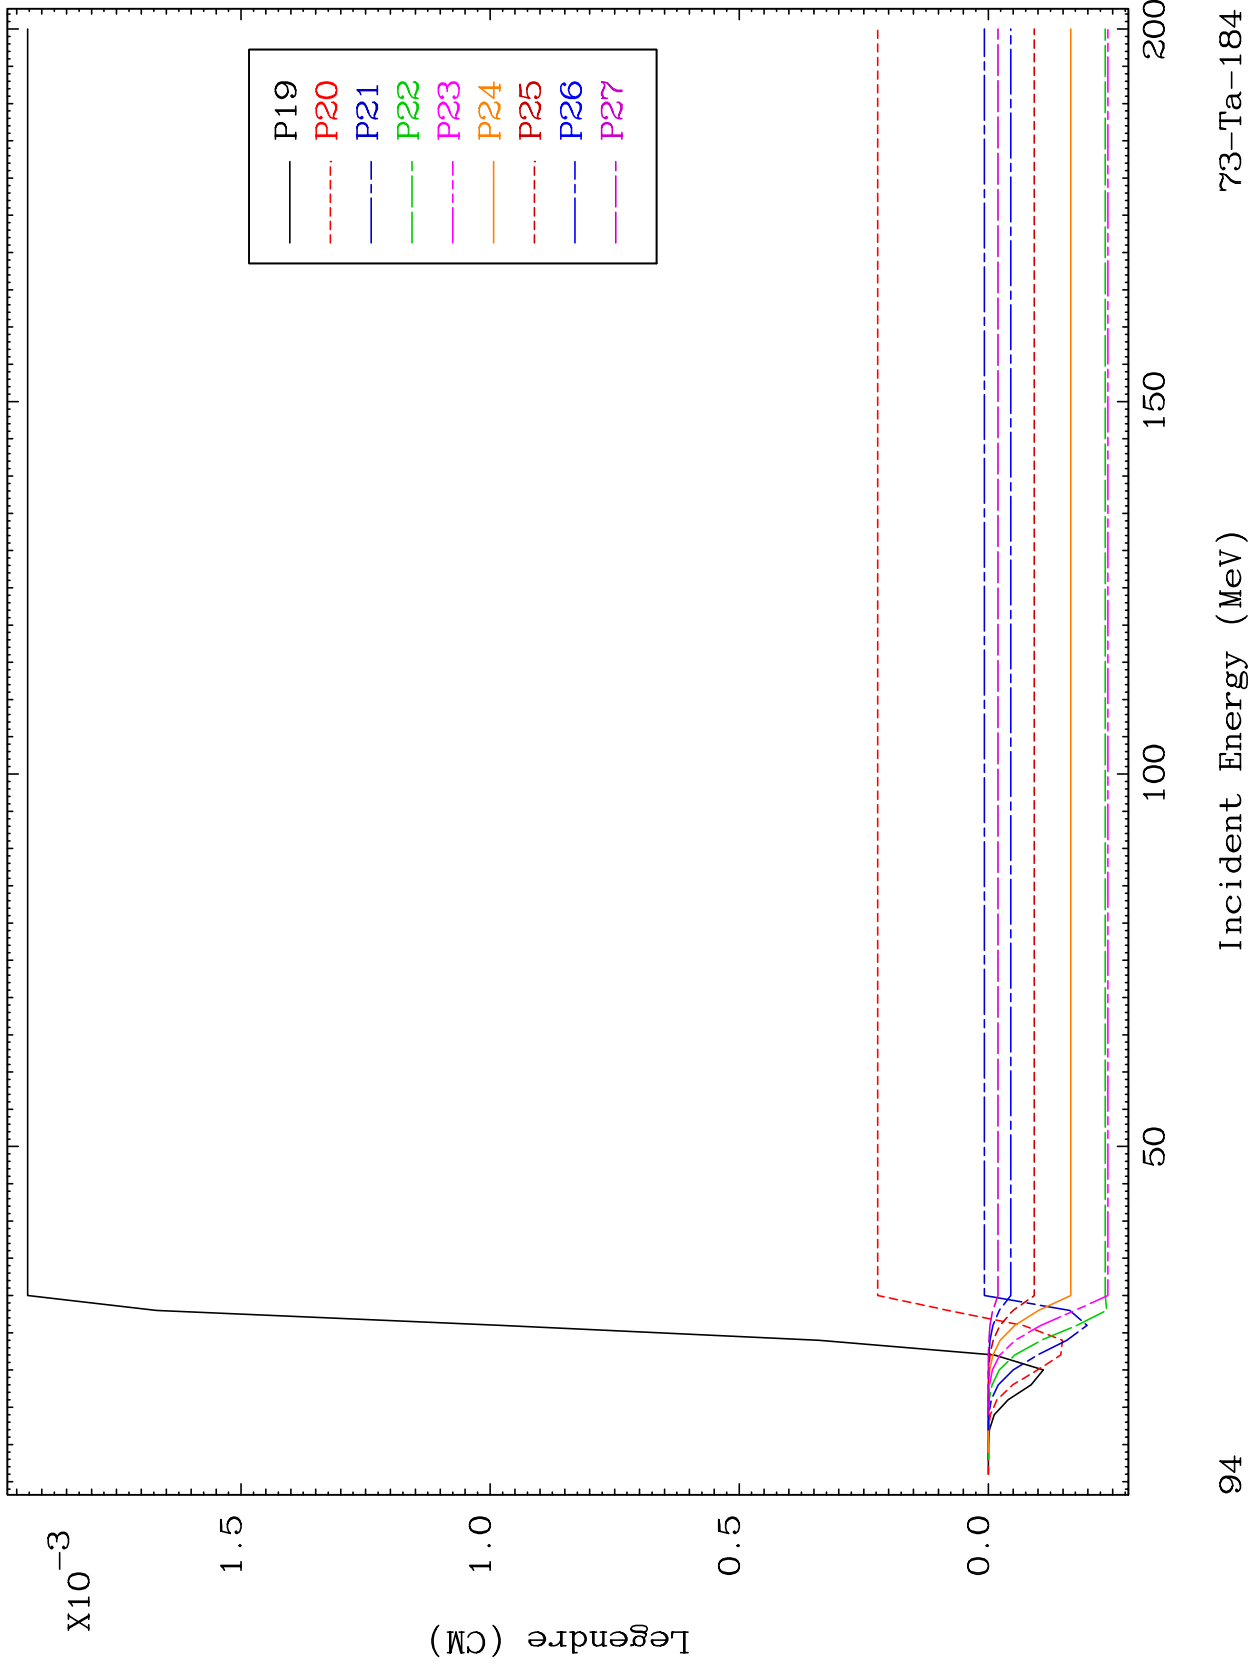 X10-3
1.5
1.0
0.5
0.0
Legendre (CM)
P19
P20
P21
P22
P23
P24
P25
P26
P27
50
100
150
200
Incident Energy (MeV)
94
73-Ta-184